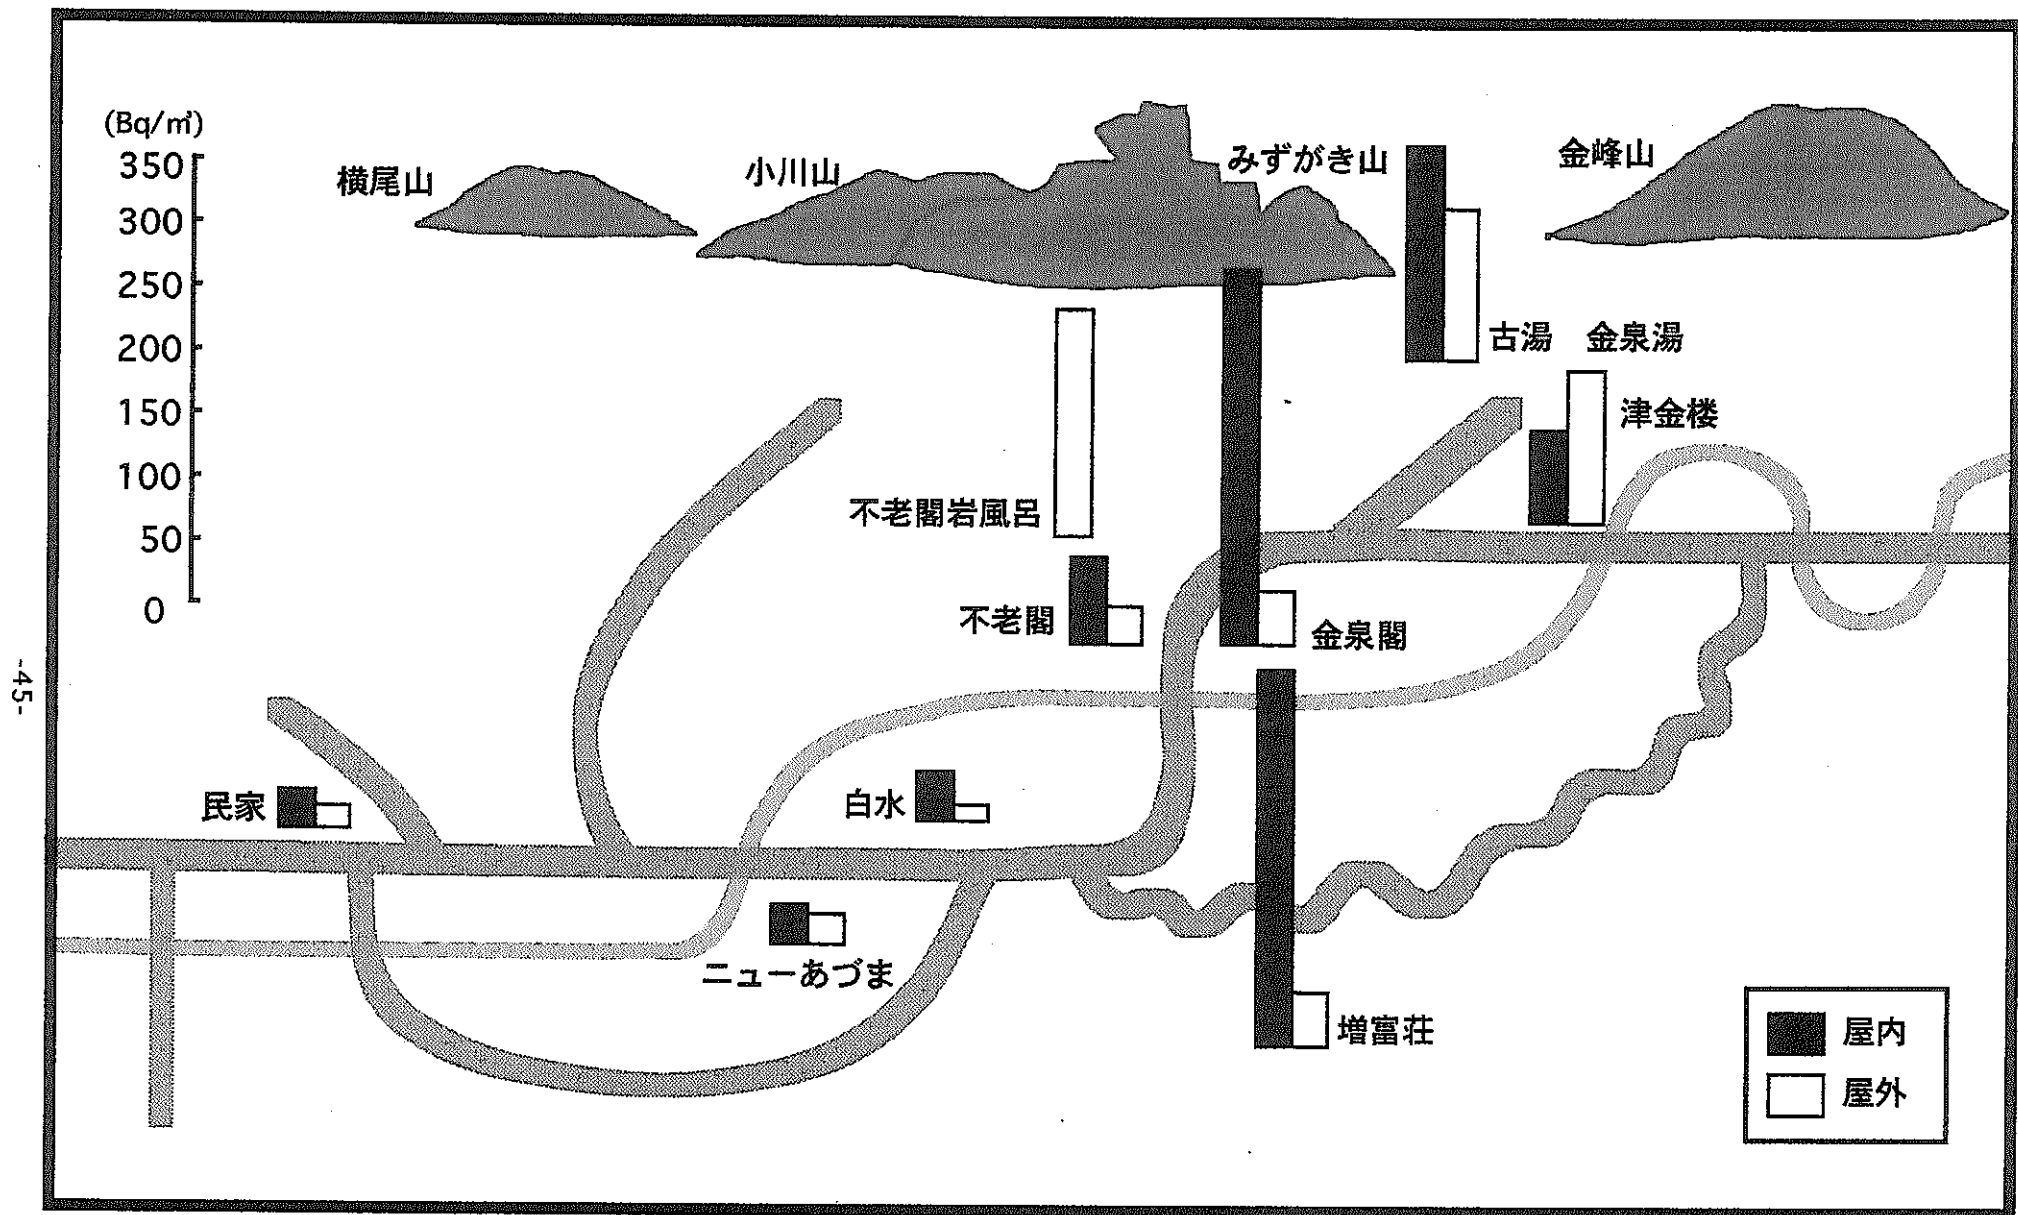 (Bq/㎥)
350
300
250
200
150
100
50
0
横尾山
小川山
みずがき山
金峰山
古湯 金泉湯
津金楼
不老閣岩風呂
不老閣
金泉閣
民家
白水
ニューあづま
増富荘
屋内
屋外
-45-